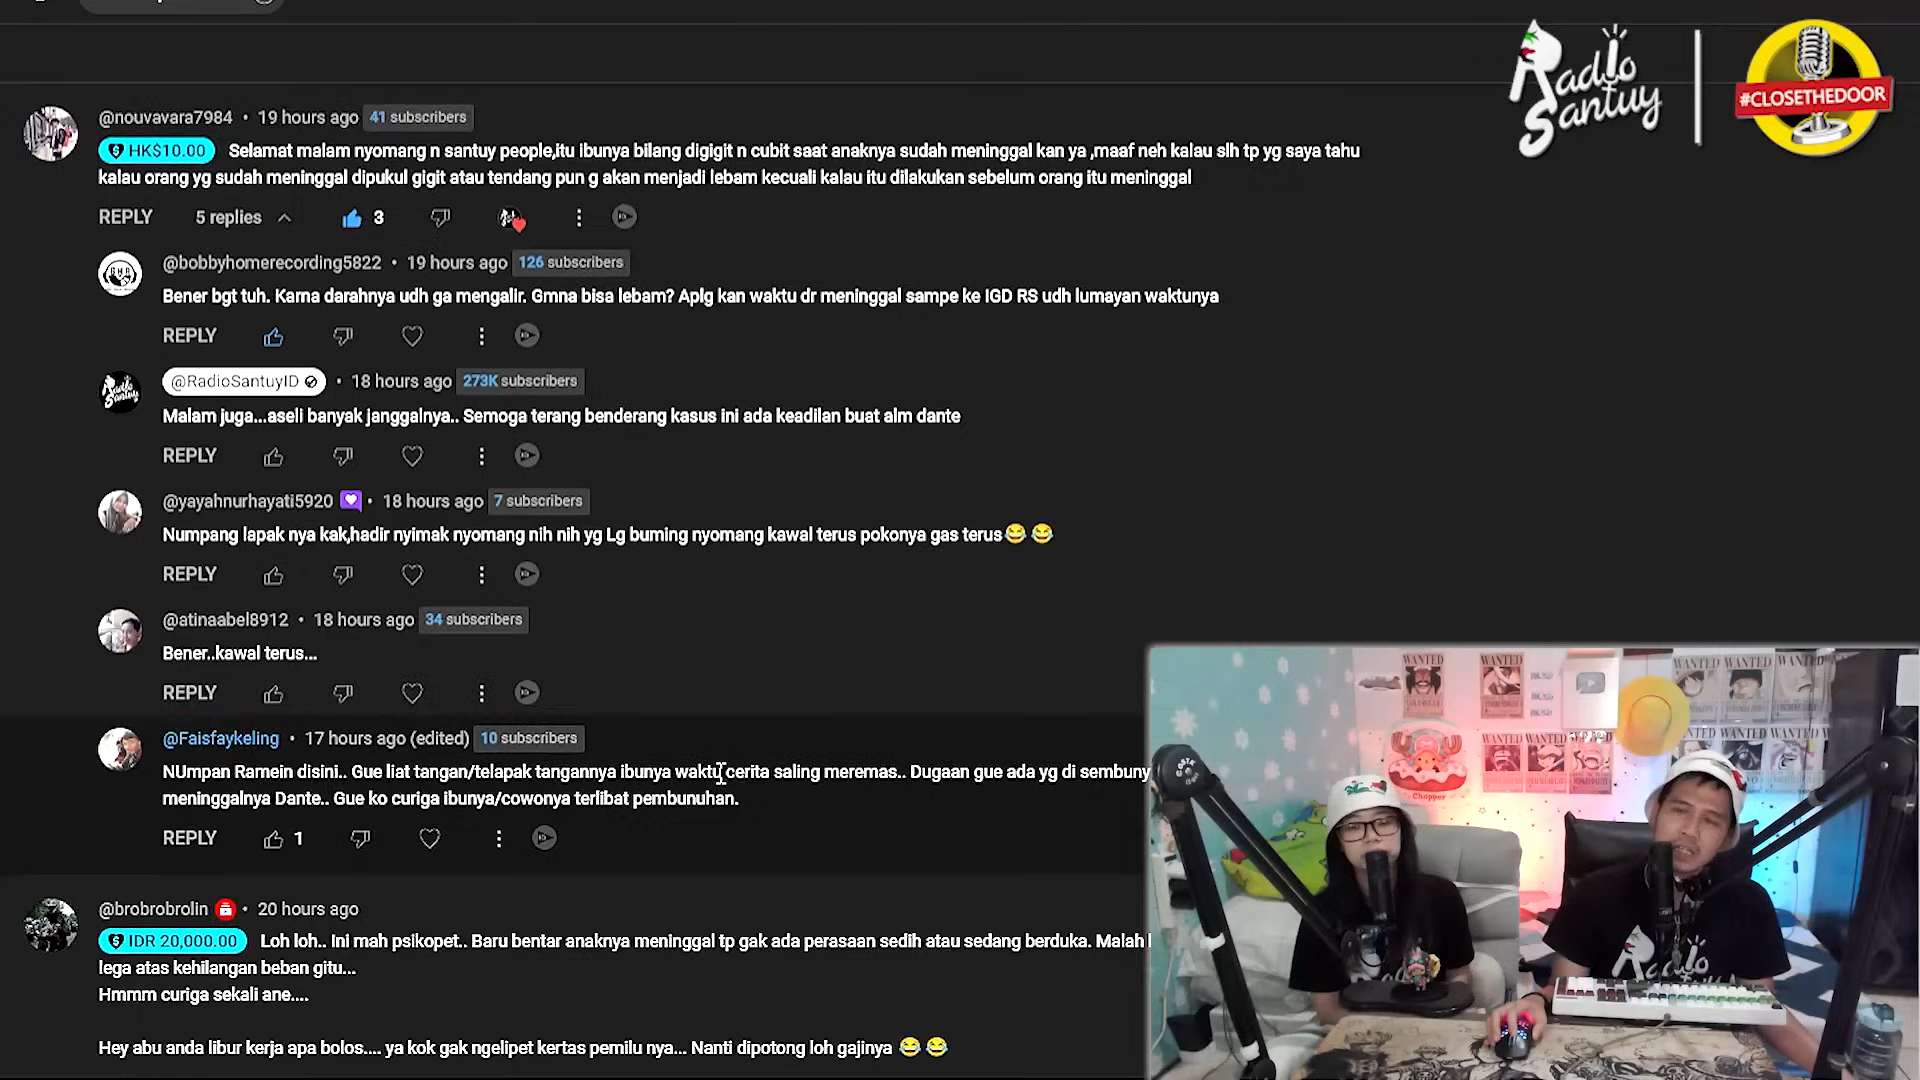 Radio Santuy
#CLOSETHEDOOR
@nouvavara7984 • 19 hours ago 41 subscribers
HK$10.00 Selamat malam nyomang n santuy people,itu ibunya bilang digigit n cubit saat anaknya sudah meninggal kan ya ,maaf neh kalau slh tp yg saya tahu
kalau orang yg sudah meninggal dipukul gigit atau tendang pun g akan menjadi lebam kecuali kalau itu dilakukan sebelum orang itu meninggal
REPLY 5 replies 3
@bobbyhomerecording5822 • 19 hours ago 126 subscribers
Bener bgt tuh. Karna darahnya udh ga mengalir. Gmna bisa lebam? Aplg kan waktu dr meninggal sampe ke IGD RS udh lumayan waktunya
REPLY
@RadioSantuyID • 18 hours ago 273K subscribers
Malam juga...aseli banyak janggalnya.. Semoga terang benderang kasus ini ada keadilan buat alm dante
REPLY
@yayahnurhayati5920 • 18 hours ago 7 subscribers
Numpang lapak nya kak,hadir nyimak nyomang nih nih yg Lg buming nyomang kawal terus pokonya gas terus😂 😂
REPLY
@atinaabel8912 • 18 hours ago 34 subscribers
Bener..kawal terus...
REPLY
@Faisfaykeling • 17 hours ago (edited) 10 subscribers
NUmpan Ramein disini.. Gue liat tangan/telapak tangannya ibunya waktu cerita saling meremas.. Dugaan gue ada yg di sembuny
meninggalnya Dante.. Gue ko curiga ibunya/cowonya terlibat pembunuhan.
REPLY 1
@brobrobrolin • 20 hours ago
IDR 20,000.00 Loh loh.. Ini mah psikopet.. Baru bentar anaknya meninggal tp gak ada perasaan sedih atau sedang berduka. Malah
lega atas kehilangan beban gitu...
Hmmm curiga sekali ane....
Hey abu anda libur kerja apa bolos.... ya kok gak ngelipet kertas pemilu nya... Nanti dipotong loh gajinya 😂 😂
WANTED
WANTED
WANTED
WANTED
WANTED
WANTED
WANTED
WANTED
Chopper